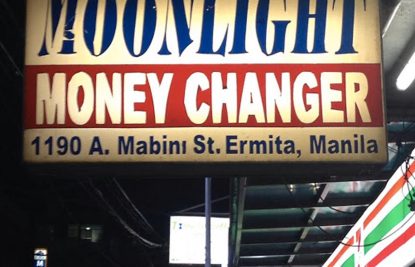 MOONLIGHT
MONEY CHANGER
1190 A. Mabini St. Ermita, Manila